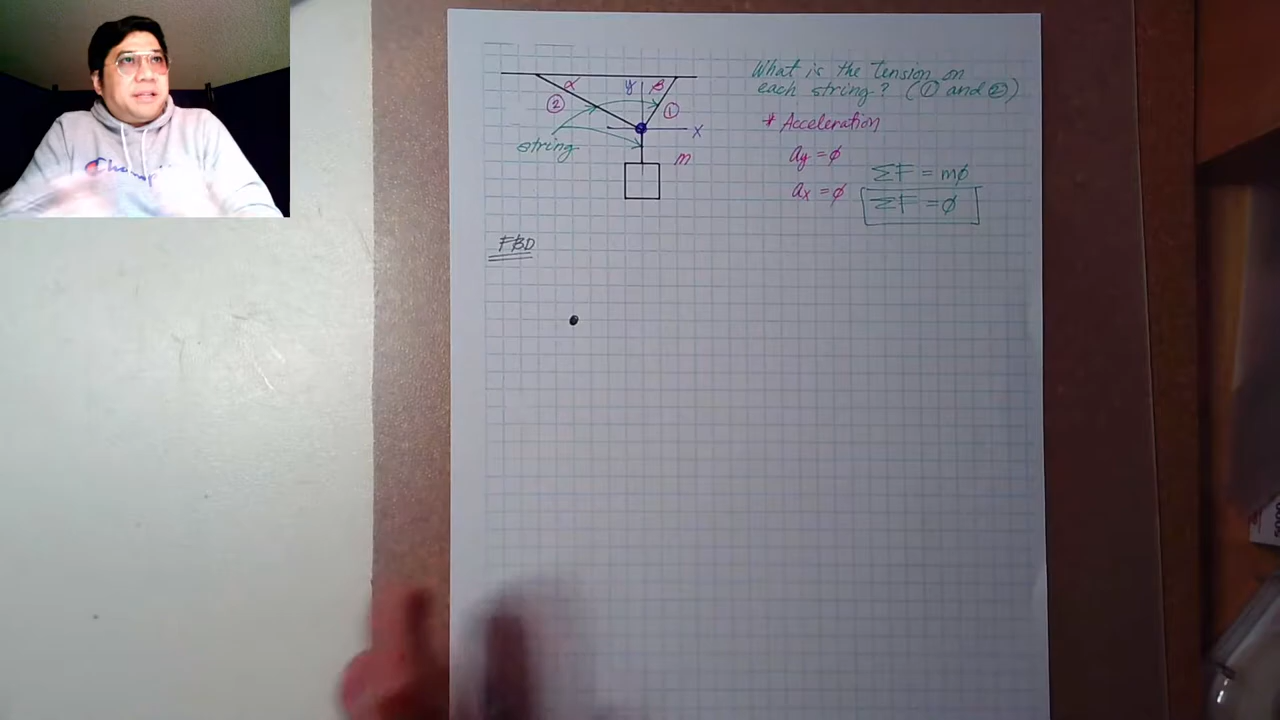 α
y
β
②
①
x
string
m
What is the tension on
each string? (① and ②)
* Acceleration
ay = ϕ
ax = ϕ
ΣF = mϕ
ΣF = ϕ
FBD
Champ